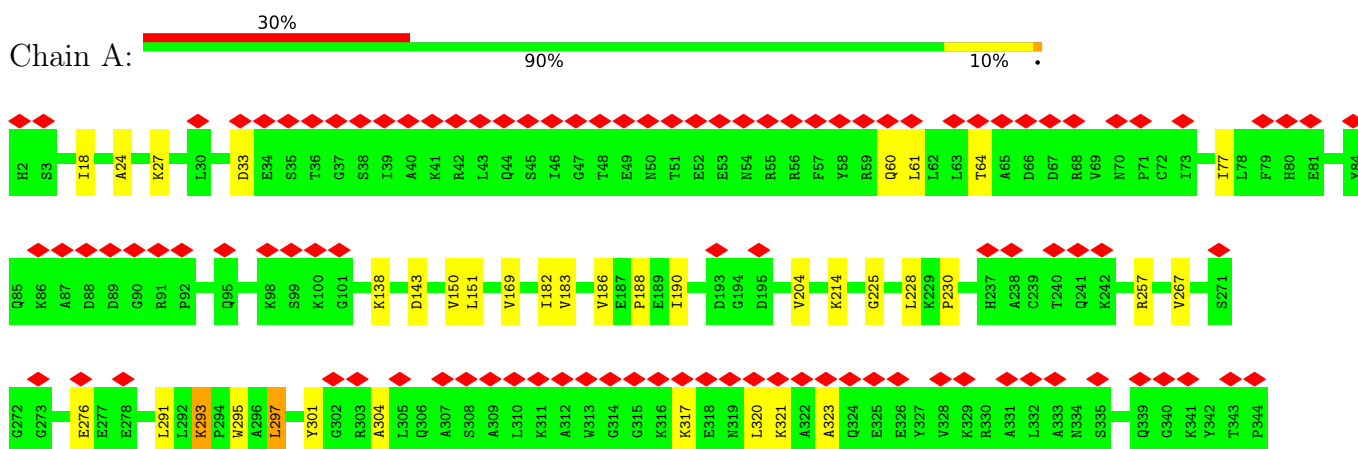 30%
Chain A:
90% 10% •
H2 S3 I18 A24 K27 L30 D33 E34 S35 T36 G37 S38 I39 A40 K41 R42 L43 Q44 S45 I46 G47 T48 E49 N50 T51 E52 E53 N54 R55 R56 F57 Y58 R59 Q60 L61 L62 L63 T64 A65 D66 D67 R68 V69 N70 P71 C72 I73 I77 L78 F79 H80 E81 Y84
Q85 K86 A87 D88 D89 G90 R91 P92 Q95 K98 S99 K100 G101 K138 D143 V150 L151 V169 I182 V183 V186 E187 P188 E189 I190 D193 G194 D195 V204 K214 G225 L228 K229 P230 H237 A238 C239 T240 Q241 K242 R257 V267 S271
G272 G273 E276 E277 E278 L291 L292 K293 P294 W295 A296 L297 Y301 G302 R303 A304 L305 Q306 A307 S308 A309 L310 K311 A312 W313 G314 G315 K316 K317 E318 N319 L320 K321 A322 A323 Q324 E325 E326 Y327 V328 K329 R330 A331 L332 A333 N334 S335 Q339 G340 K341 Y342 T343 P344